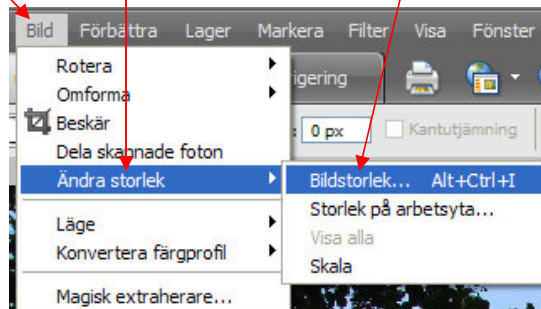 Bild Förbättra Lager Markera Filter Visa Fönster
Rotera
Omforma
rigering
Beskär
0 px Kantutjämning
Dela skannade foton
Ändra storlek
Bildstorlek... Alt+Ctrl+I
Storlek på arbetsyta...
Läge
Visa alla
Konvertera färgprofil
Skala
Magisk extraherare...